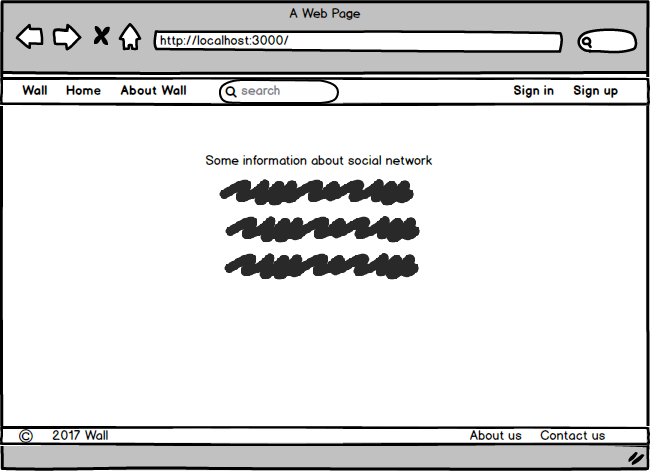 A Web Page
http://localhost:3000/
Wall Home About Wall search Sign in Sign up
Some information about social network
© 2017 Wall About us Contact us